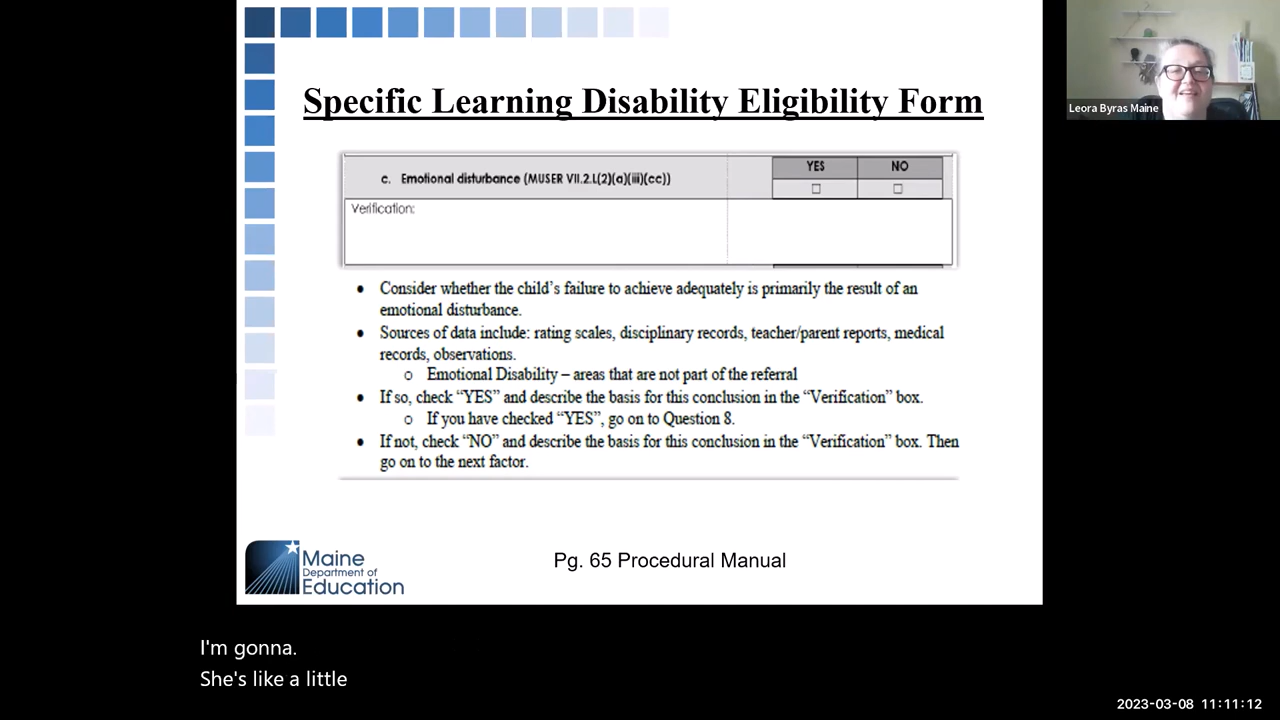 Specific Learning Disability Eligibility Form
Leora Byras Maine
YES
NO
c. Emotional disturbance (MUSER VII.2.L(2)(a)(iii)(cc))
☐
☐
Verification:
• Consider whether the child's failure to achieve adequately is primarily the result of an
emotional disturbance.
• Sources of data include: rating scales, disciplinary records, teacher/parent reports, medical
records, observations.
o Emotional Disability – areas that are not part of the referral
• If so, check “YES” and describe the basis for this conclusion in the “Verification” box.
o If you have checked “YES”, go on to Question 8.
• If not, check “NO” and describe the basis for this conclusion in the “Verification” box. Then
go on to the next factor.
Maine
Department of
Education
Pg. 65 Procedural Manual
I'm gonna.
She's like a little
2023-03-08 11:11:12